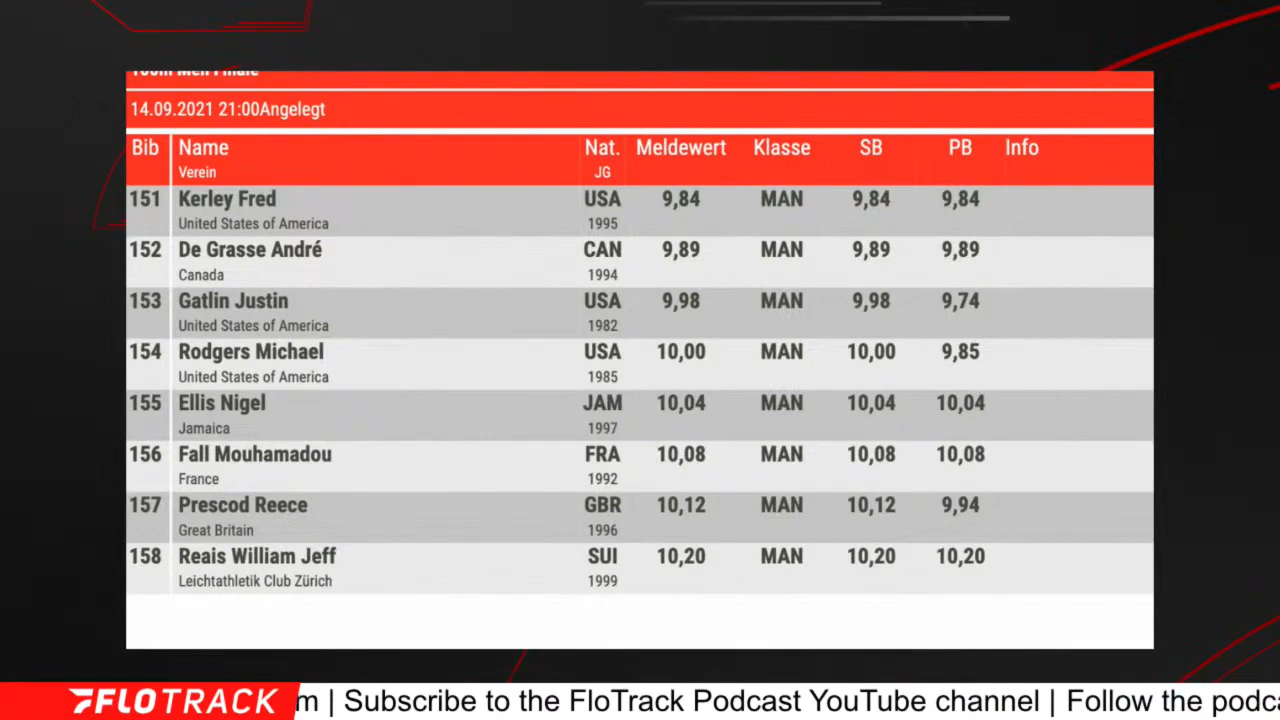 100m Men Finale
14.09.2021 21:00Angelegt
Bib Name Nat. Meldewert Klasse SB PB Info
Verein JG
151 Kerley Fred USA 9,84 MAN 9,84 9,84
United States of America 1995
152 De Grasse André CAN 9,89 MAN 9,89 9,89
Canada 1994
153 Gatlin Justin USA 9,98 MAN 9,98 9,74
United States of America 1982
154 Rodgers Michael USA 10,00 MAN 10,00 9,85
United States of America 1985
155 Ellis Nigel JAM 10,04 MAN 10,04 10,04
Jamaica 1997
156 Fall Mouhamadou FRA 10,08 MAN 10,08 10,08
France 1992
157 Prescod Reece GBR 10,12 MAN 10,12 9,94
Great Britain 1996
158 Reais William Jeff SUI 10,20 MAN 10,20 10,20
Leichtathletik Club Zürich 1999
FLOTRACK m | Subscribe to the FloTrack Podcast YouTube channel | Follow the podca